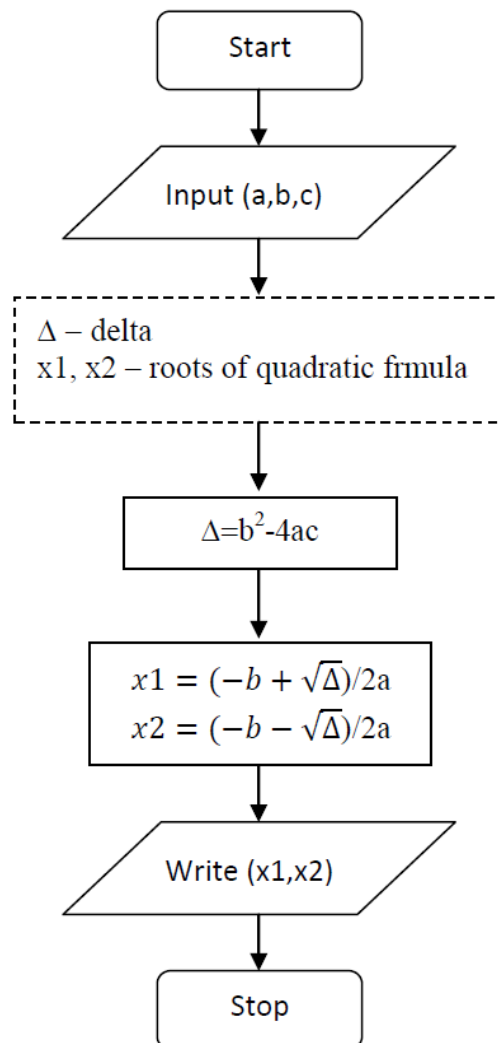 Start
Input (a,b,c)
Δ – delta
x1, x2 – roots of quadratic frmula
Δ=b²-4ac
x1 = (−b + √Δ)/2a
x2 = (−b − √Δ)/2a
Write (x1,x2)
Stop